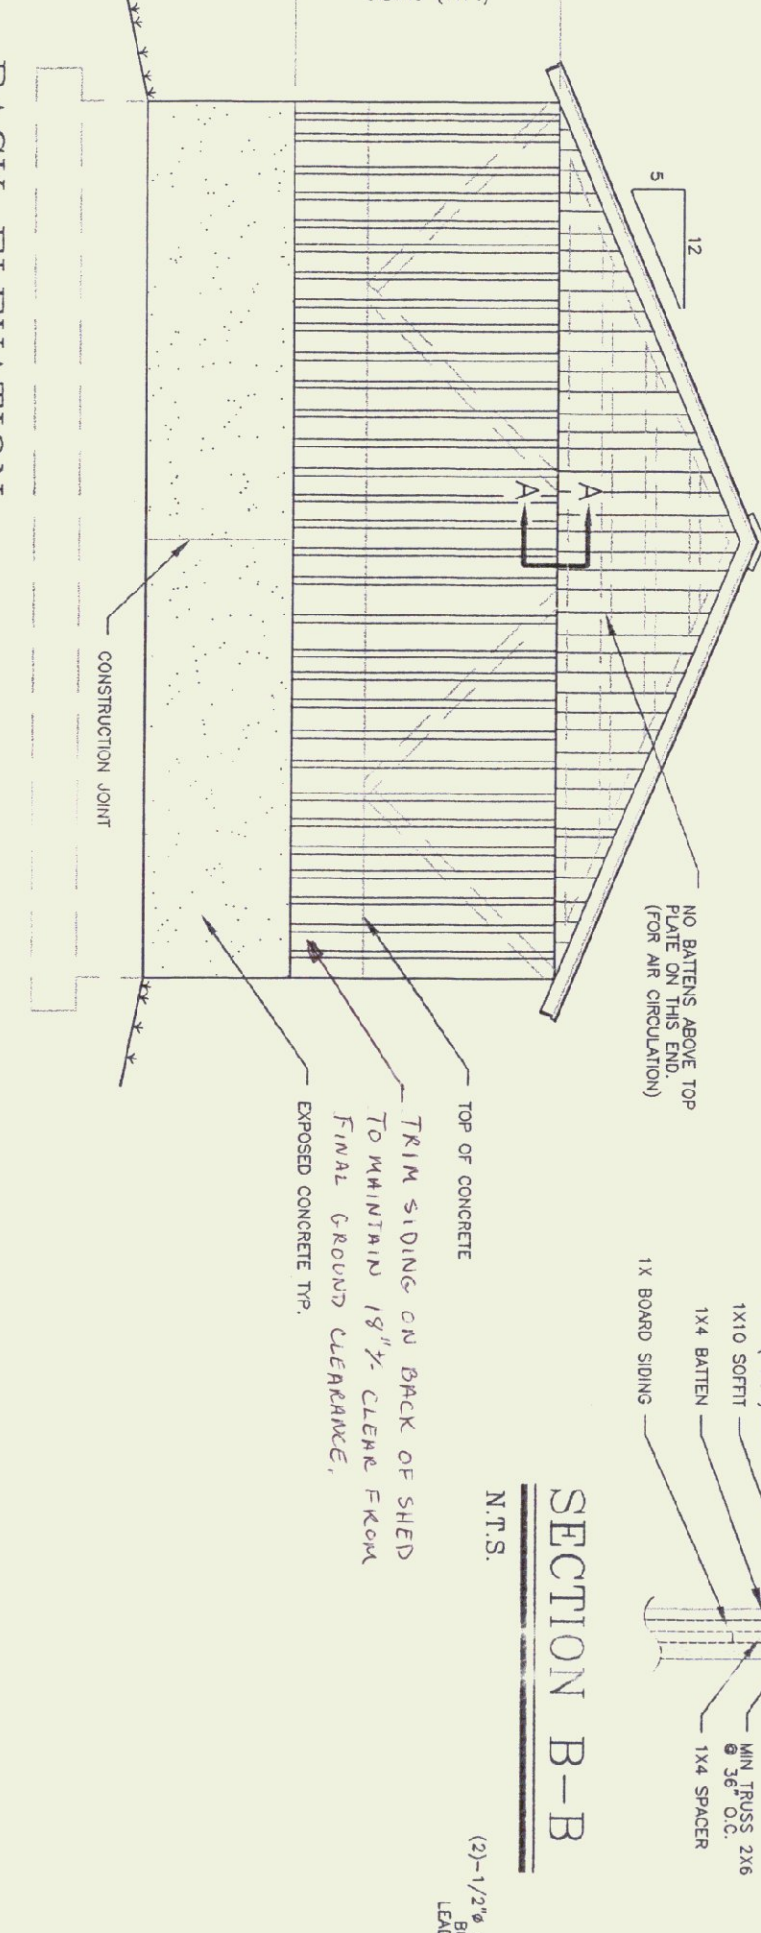 5
12
A
A
NO BATTENS ABOVE TOP
PLATE ON THIS END.
(FOR AIR CIRCULATION)
TOP OF CONCRETE
TRIM SIDING ON BACK OF SHED
TO MAINTAIN 18"± CLEAR FROM
FINAL GROUND CLEARANCE.
EXPOSED CONCRETE TYP.
CONSTRUCTION JOINT
BACK ELEVATION
1X10 SOFFIT
1X4 BATTEN
1X BOARD SIDING
MIN TRUSS 2X6
@ 36" O.C.
1X4 SPACER
SECTION B-B
N.T.S.
(2)-1/2"ø